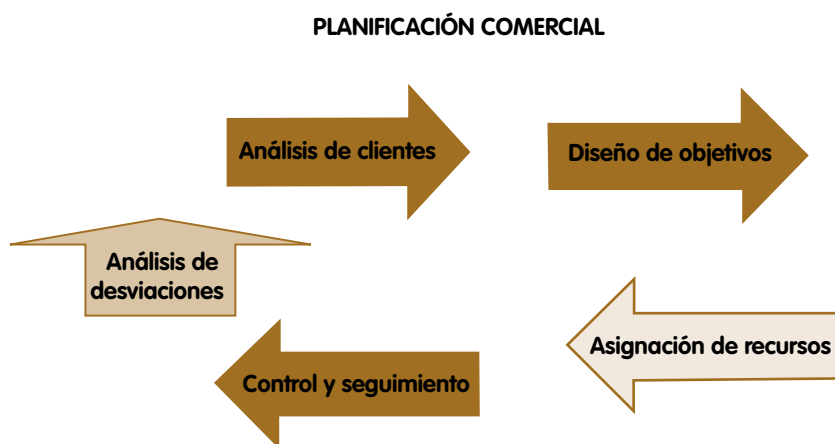 PLANIFICACIÓN COMERCIAL
Análisis de clientes
Diseño de objetivos
Asignación de recursos
Control y seguimiento
Análisis de
desviaciones